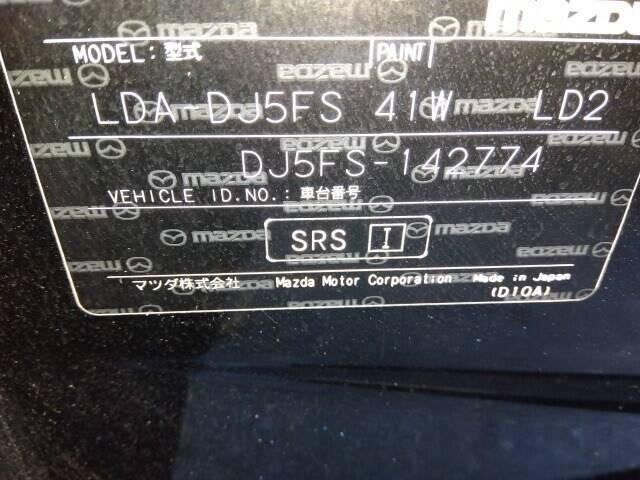 mazda
MODEL: 型式 PAINT
LDA-DJ5FS 41W LD2
DJ5FS-142774
VEHICLE ID.NO.: 車台番号
SRS I
マツダ株式会社 Mazda Motor Corporation Made in Japan
(D10A)